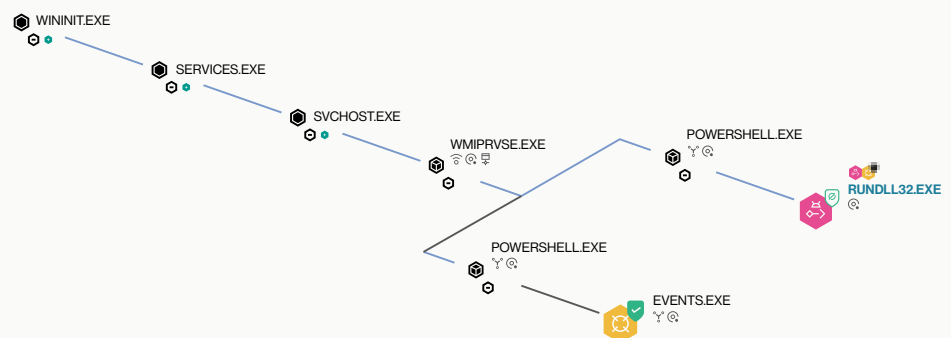 WININIT.EXE
SERVICES.EXE
SVCHOST.EXE
WMIPRVSE.EXE
POWERSHELL.EXE
RUNDLL32.EXE
POWERSHELL.EXE
EVENTS.EXE